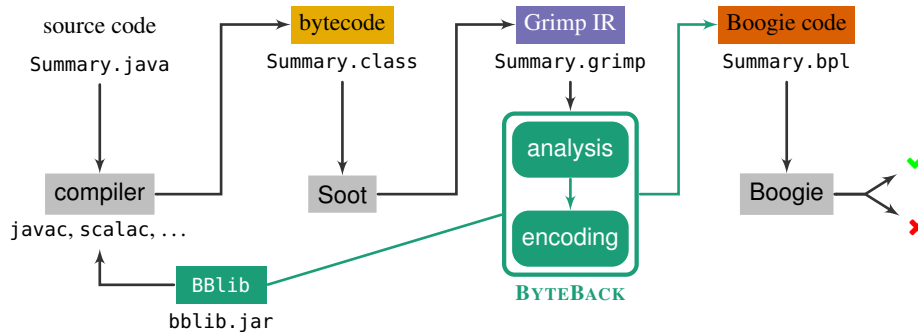 source code
Summary.java
bytecode
Summary.class
Grimp IR
Summary.grimp
Boogie code
Summary.bpl
compiler
javac, scalac, ...
Soot
analysis
encoding
BYTEBACK
Boogie
BBlib
bblib.jar